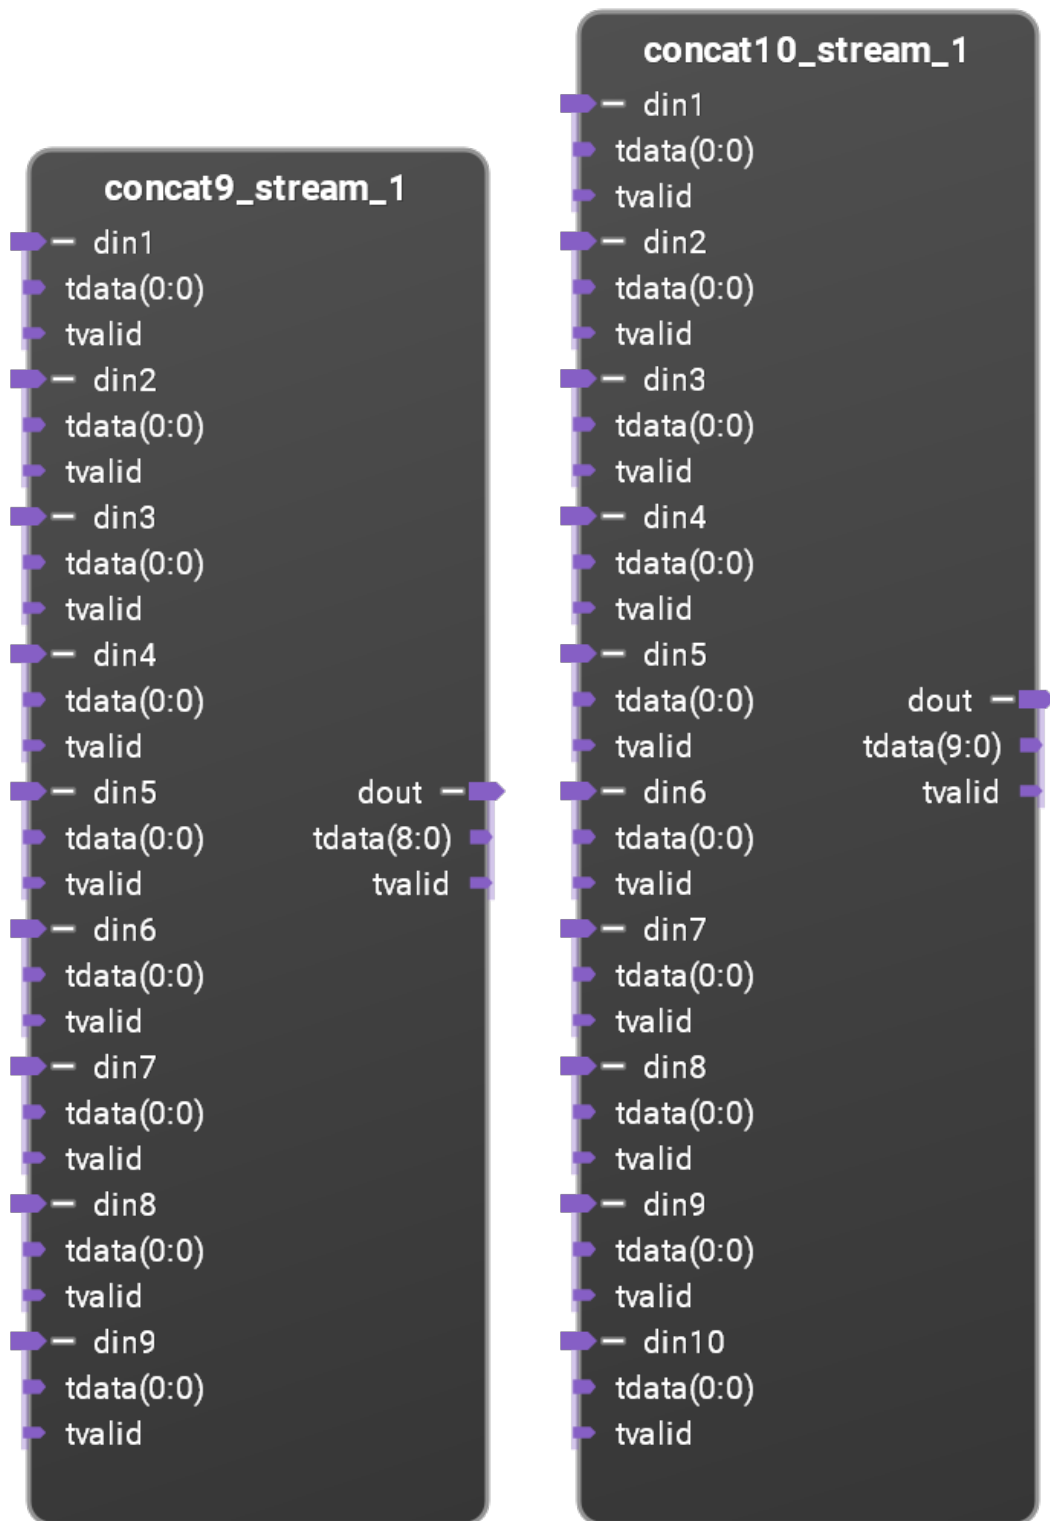 concat9_stream_1
din1
tdata(0:0)
tvalid
din2
tdata(0:0)
tvalid
din3
tdata(0:0)
tvalid
din4
tdata(0:0)
tvalid
din5
tdata(0:0)
tvalid
din6
tdata(0:0)
tvalid
din7
tdata(0:0)
tvalid
din8
tdata(0:0)
tvalid
din9
tdata(0:0)
tvalid
dout
tdata(8:0)
tvalid
concat10_stream_1
din1
tdata(0:0)
tvalid
din2
tdata(0:0)
tvalid
din3
tdata(0:0)
tvalid
din4
tdata(0:0)
tvalid
din5
tdata(0:0)
tvalid
din6
tdata(0:0)
tvalid
din7
tdata(0:0)
tvalid
din8
tdata(0:0)
tvalid
din9
tdata(0:0)
tvalid
din10
tdata(0:0)
tvalid
dout
tdata(9:0)
tvalid